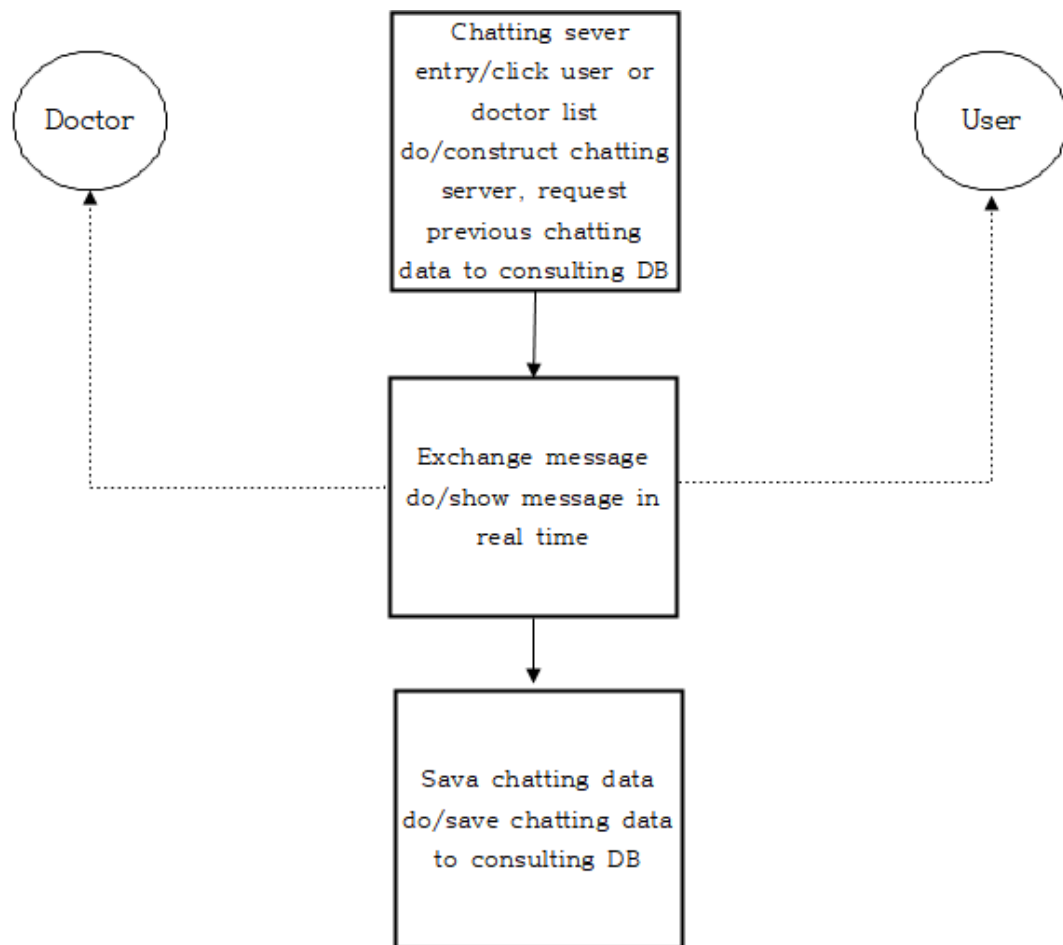 Chatting sever
entry/click user or
doctor list
do/construct chatting
server, request
previous chatting
data to consulting DB
Doctor
User
Exchange message
do/show message in
real time
Sava chatting data
do/save chatting data
to consulting DB